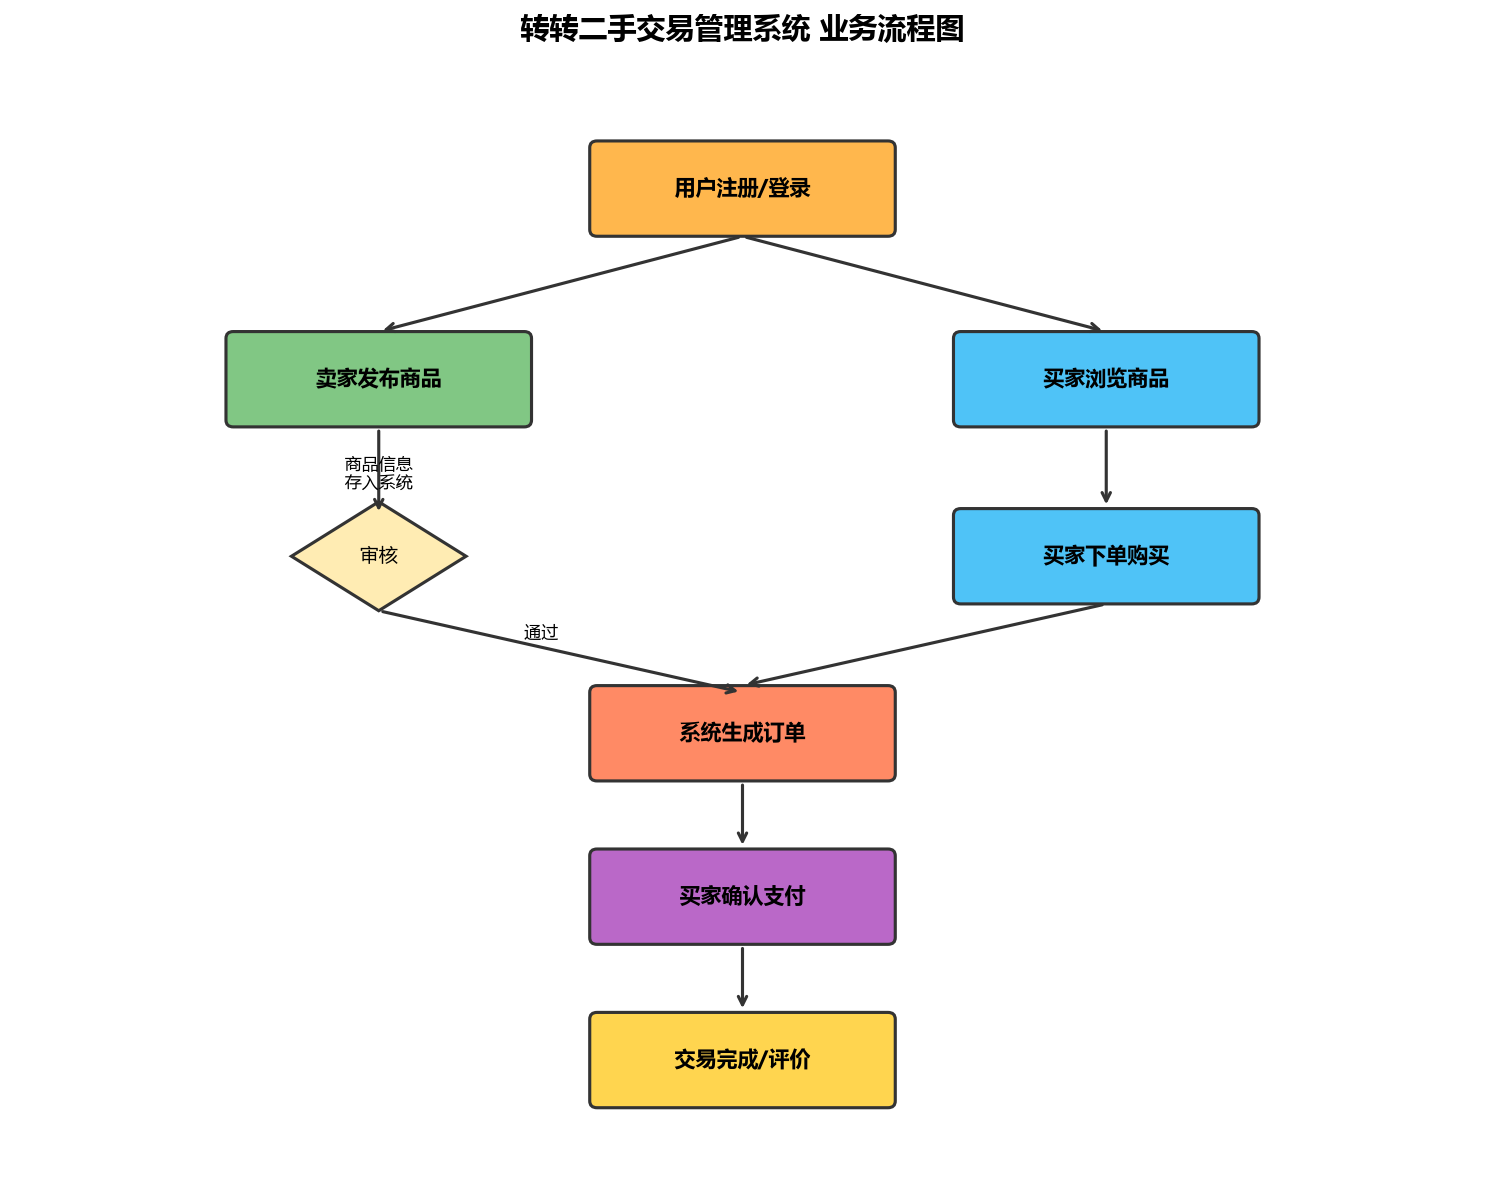 转转二手交易管理系统 业务流程图
用户注册/登录
卖家发布商品
买家浏览商品
商品信息
存入系统
审核
买家下单购买
通过
系统生成订单
买家确认支付
交易完成/评价